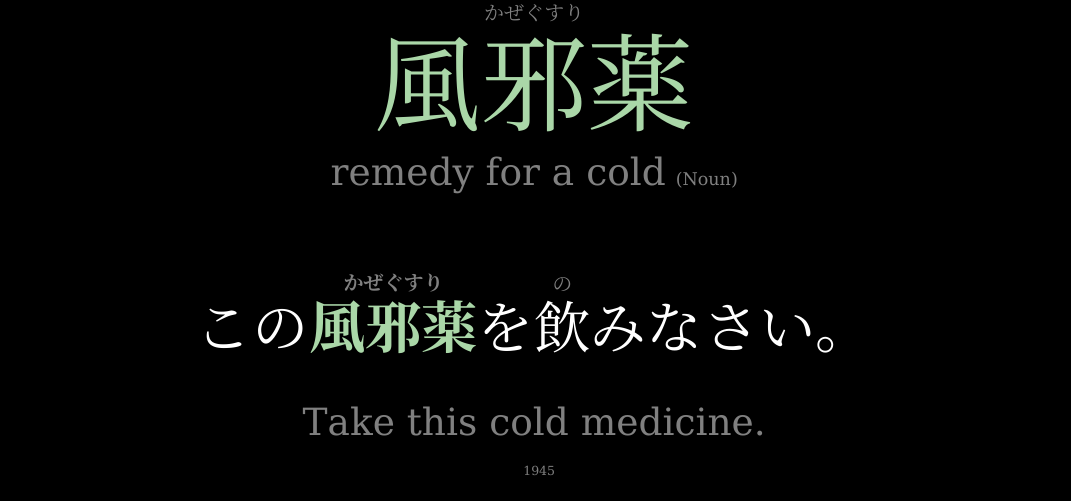 かぜぐすり
風邪薬
remedy for a cold (Noun)
かぜぐすり の
この風邪薬を飲みなさい。
Take this cold medicine.
1945